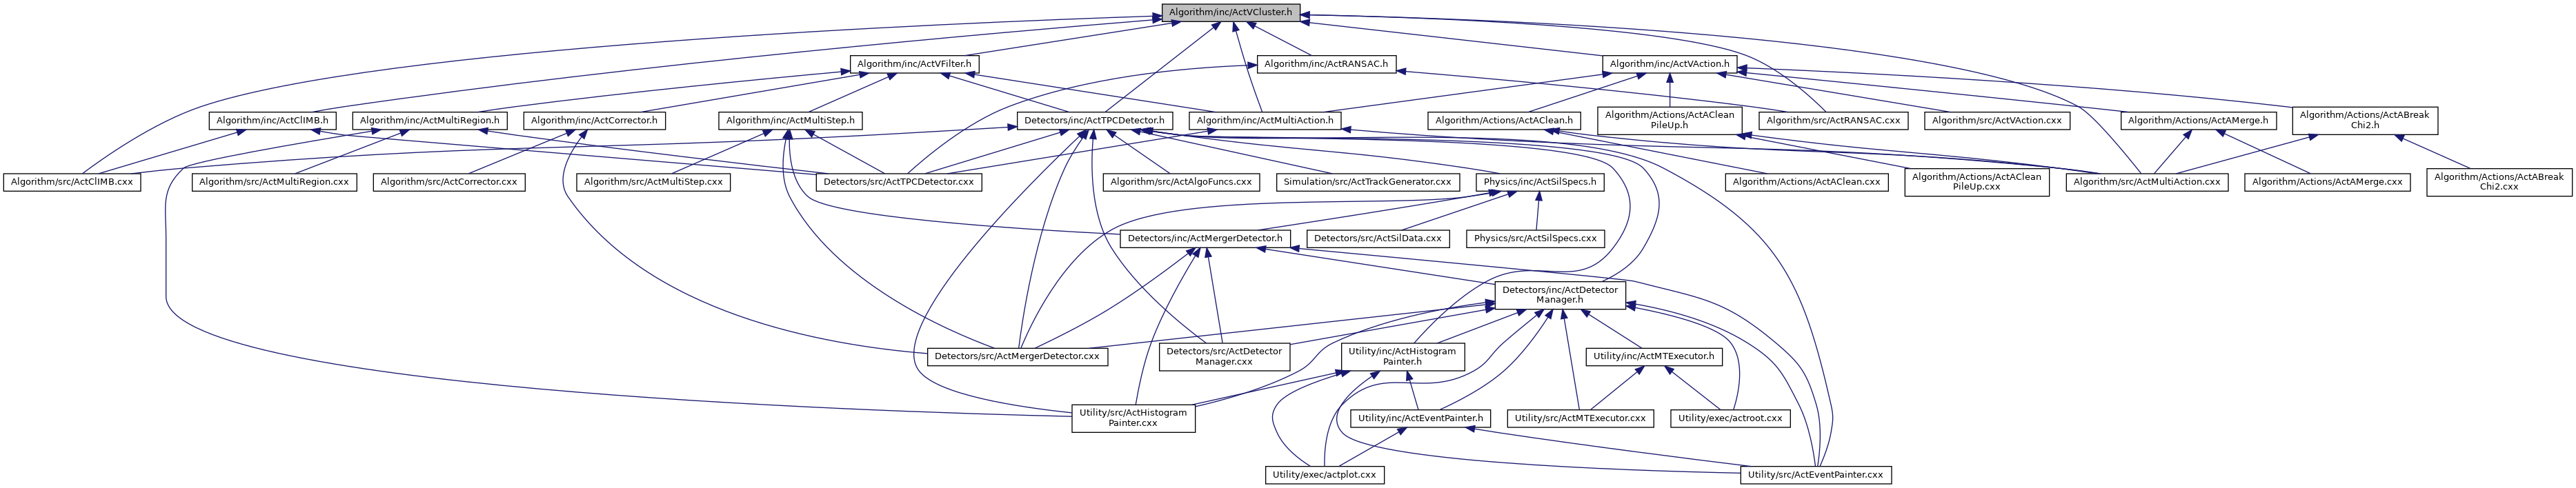 Algorithm/inc/ActVCluster.h
Algorithm/inc/ActVFilter.h
Algorithm/inc/ActRANSAC.h
Algorithm/inc/ActVAction.h
Algorithm/inc/ActClIMB.h
Algorithm/inc/ActMultiRegion.h
Algorithm/inc/ActCorrector.h
Algorithm/inc/ActMultiStep.h
Detectors/inc/ActTPCDetector.h
Algorithm/inc/ActMultiAction.h
Algorithm/Actions/ActAClean.h
Algorithm/Actions/ActAClean
PileUp.h
Algorithm/src/ActRANSAC.cxx
Algorithm/src/ActVAction.cxx
Algorithm/Actions/ActAMerge.h
Algorithm/Actions/ActABreak
Chi2.h
Algorithm/src/ActClIMB.cxx
Algorithm/src/ActMultiRegion.cxx
Algorithm/src/ActCorrector.cxx
Algorithm/src/ActMultiStep.cxx
Detectors/src/ActTPCDetector.cxx
Algorithm/src/ActAlgoFuncs.cxx
Simulation/src/ActTrackGenerator.cxx
Physics/inc/ActSilSpecs.h
Algorithm/Actions/ActAClean.cxx
Algorithm/Actions/ActAClean
PileUp.cxx
Algorithm/src/ActMultiAction.cxx
Algorithm/Actions/ActAMerge.cxx
Algorithm/Actions/ActABreak
Chi2.cxx
Detectors/inc/ActMergerDetector.h
Detectors/src/ActSilData.cxx
Physics/src/ActSilSpecs.cxx
Detectors/inc/ActDetector
Manager.h
Detectors/src/ActMergerDetector.cxx
Detectors/src/ActDetector
Manager.cxx
Utility/inc/ActHistogram
Painter.h
Utility/inc/ActMTExecutor.h
Utility/src/ActHistogram
Painter.cxx
Utility/inc/ActEventPainter.h
Utility/src/ActMTExecutor.cxx
Utility/exec/actroot.cxx
Utility/exec/actplot.cxx
Utility/src/ActEventPainter.cxx